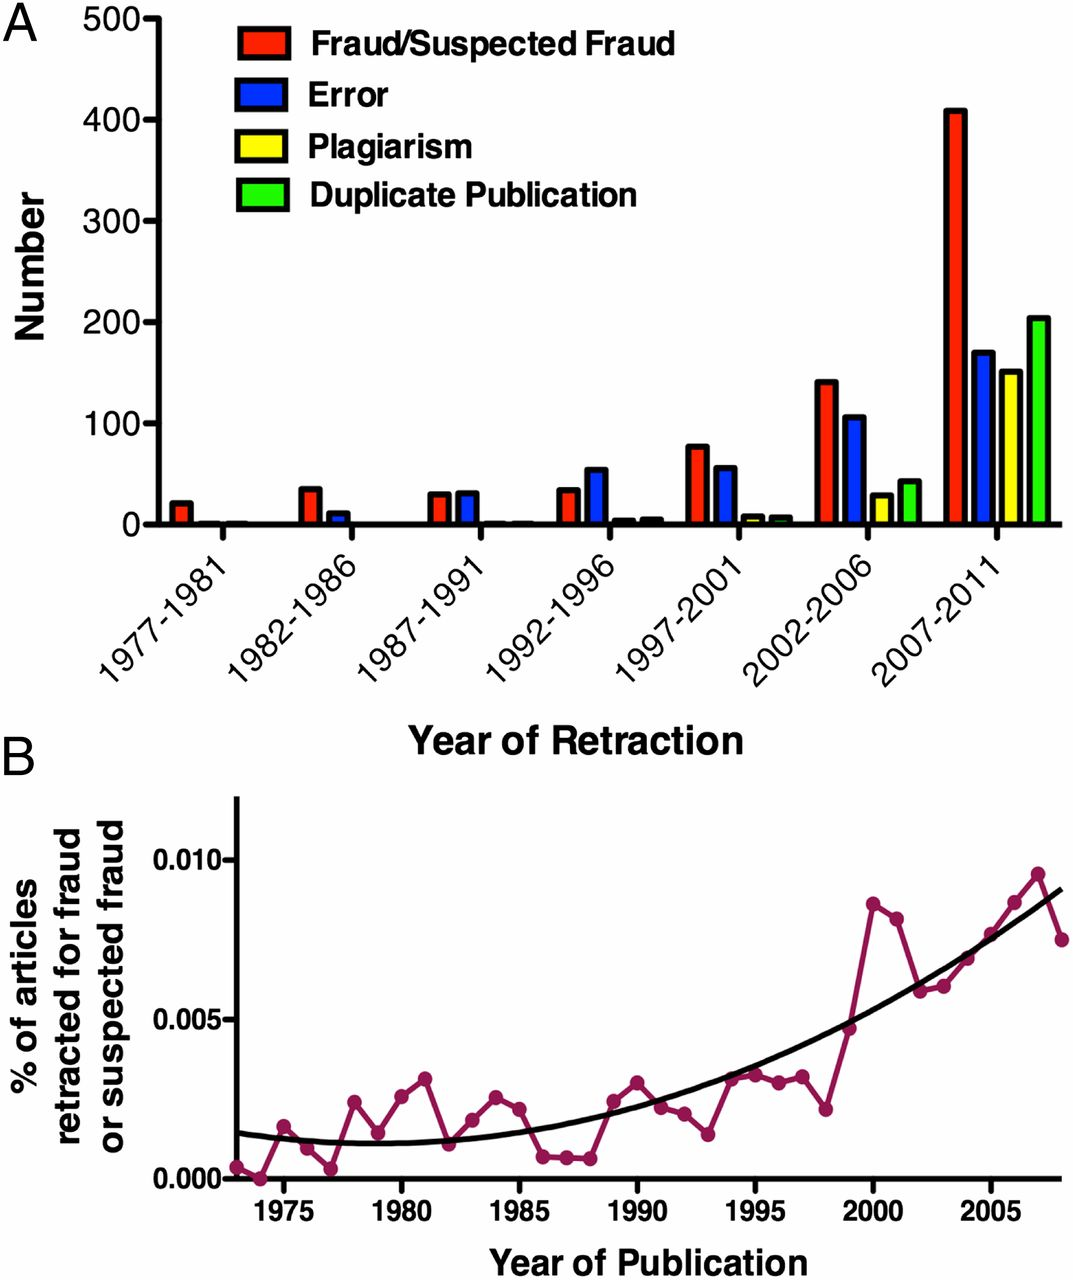 A
500
400
300
200
100
0
Number
Fraud/Suspected Fraud
Error
Plagiarism
Duplicate Publication
1977-1981
1982-1986
1987-1991
1992-1996
1997-2001
2002-2006
2007-2011
Year of Retraction
B
% of articles
retracted for fraud
or suspected fraud
0.010
0.005
0.000
1975
1980
1985
1990
1995
2000
2005
Year of Publication